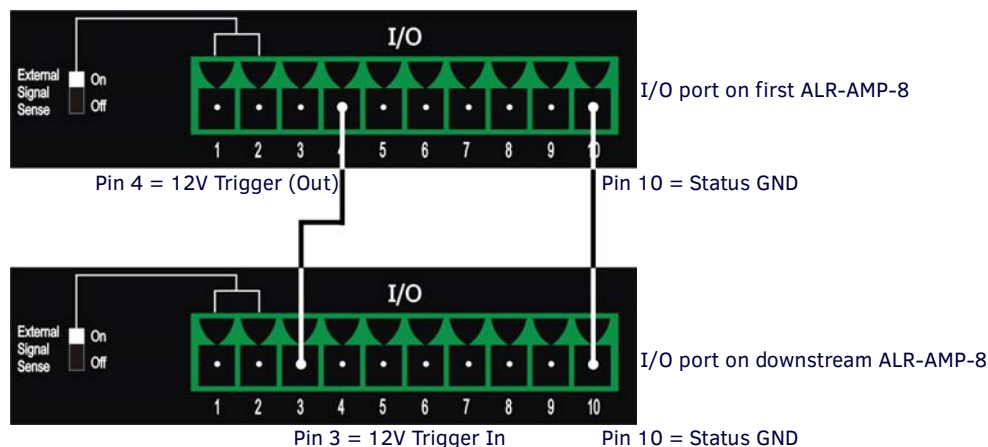 I/O
External On
Signal
Sense Off
I/O port on first ALR-AMP-8
1 2 3 4 5 6 7 8 9 10
Pin 4 = 12V Trigger (Out) Pin 10 = Status GND
I/O
External On
Signal
Sense Off
I/O port on downstream ALR-AMP-8
1 2 3 4 5 6 7 8 9 10
Pin 3 = 12V Trigger In Pin 10 = Status GND